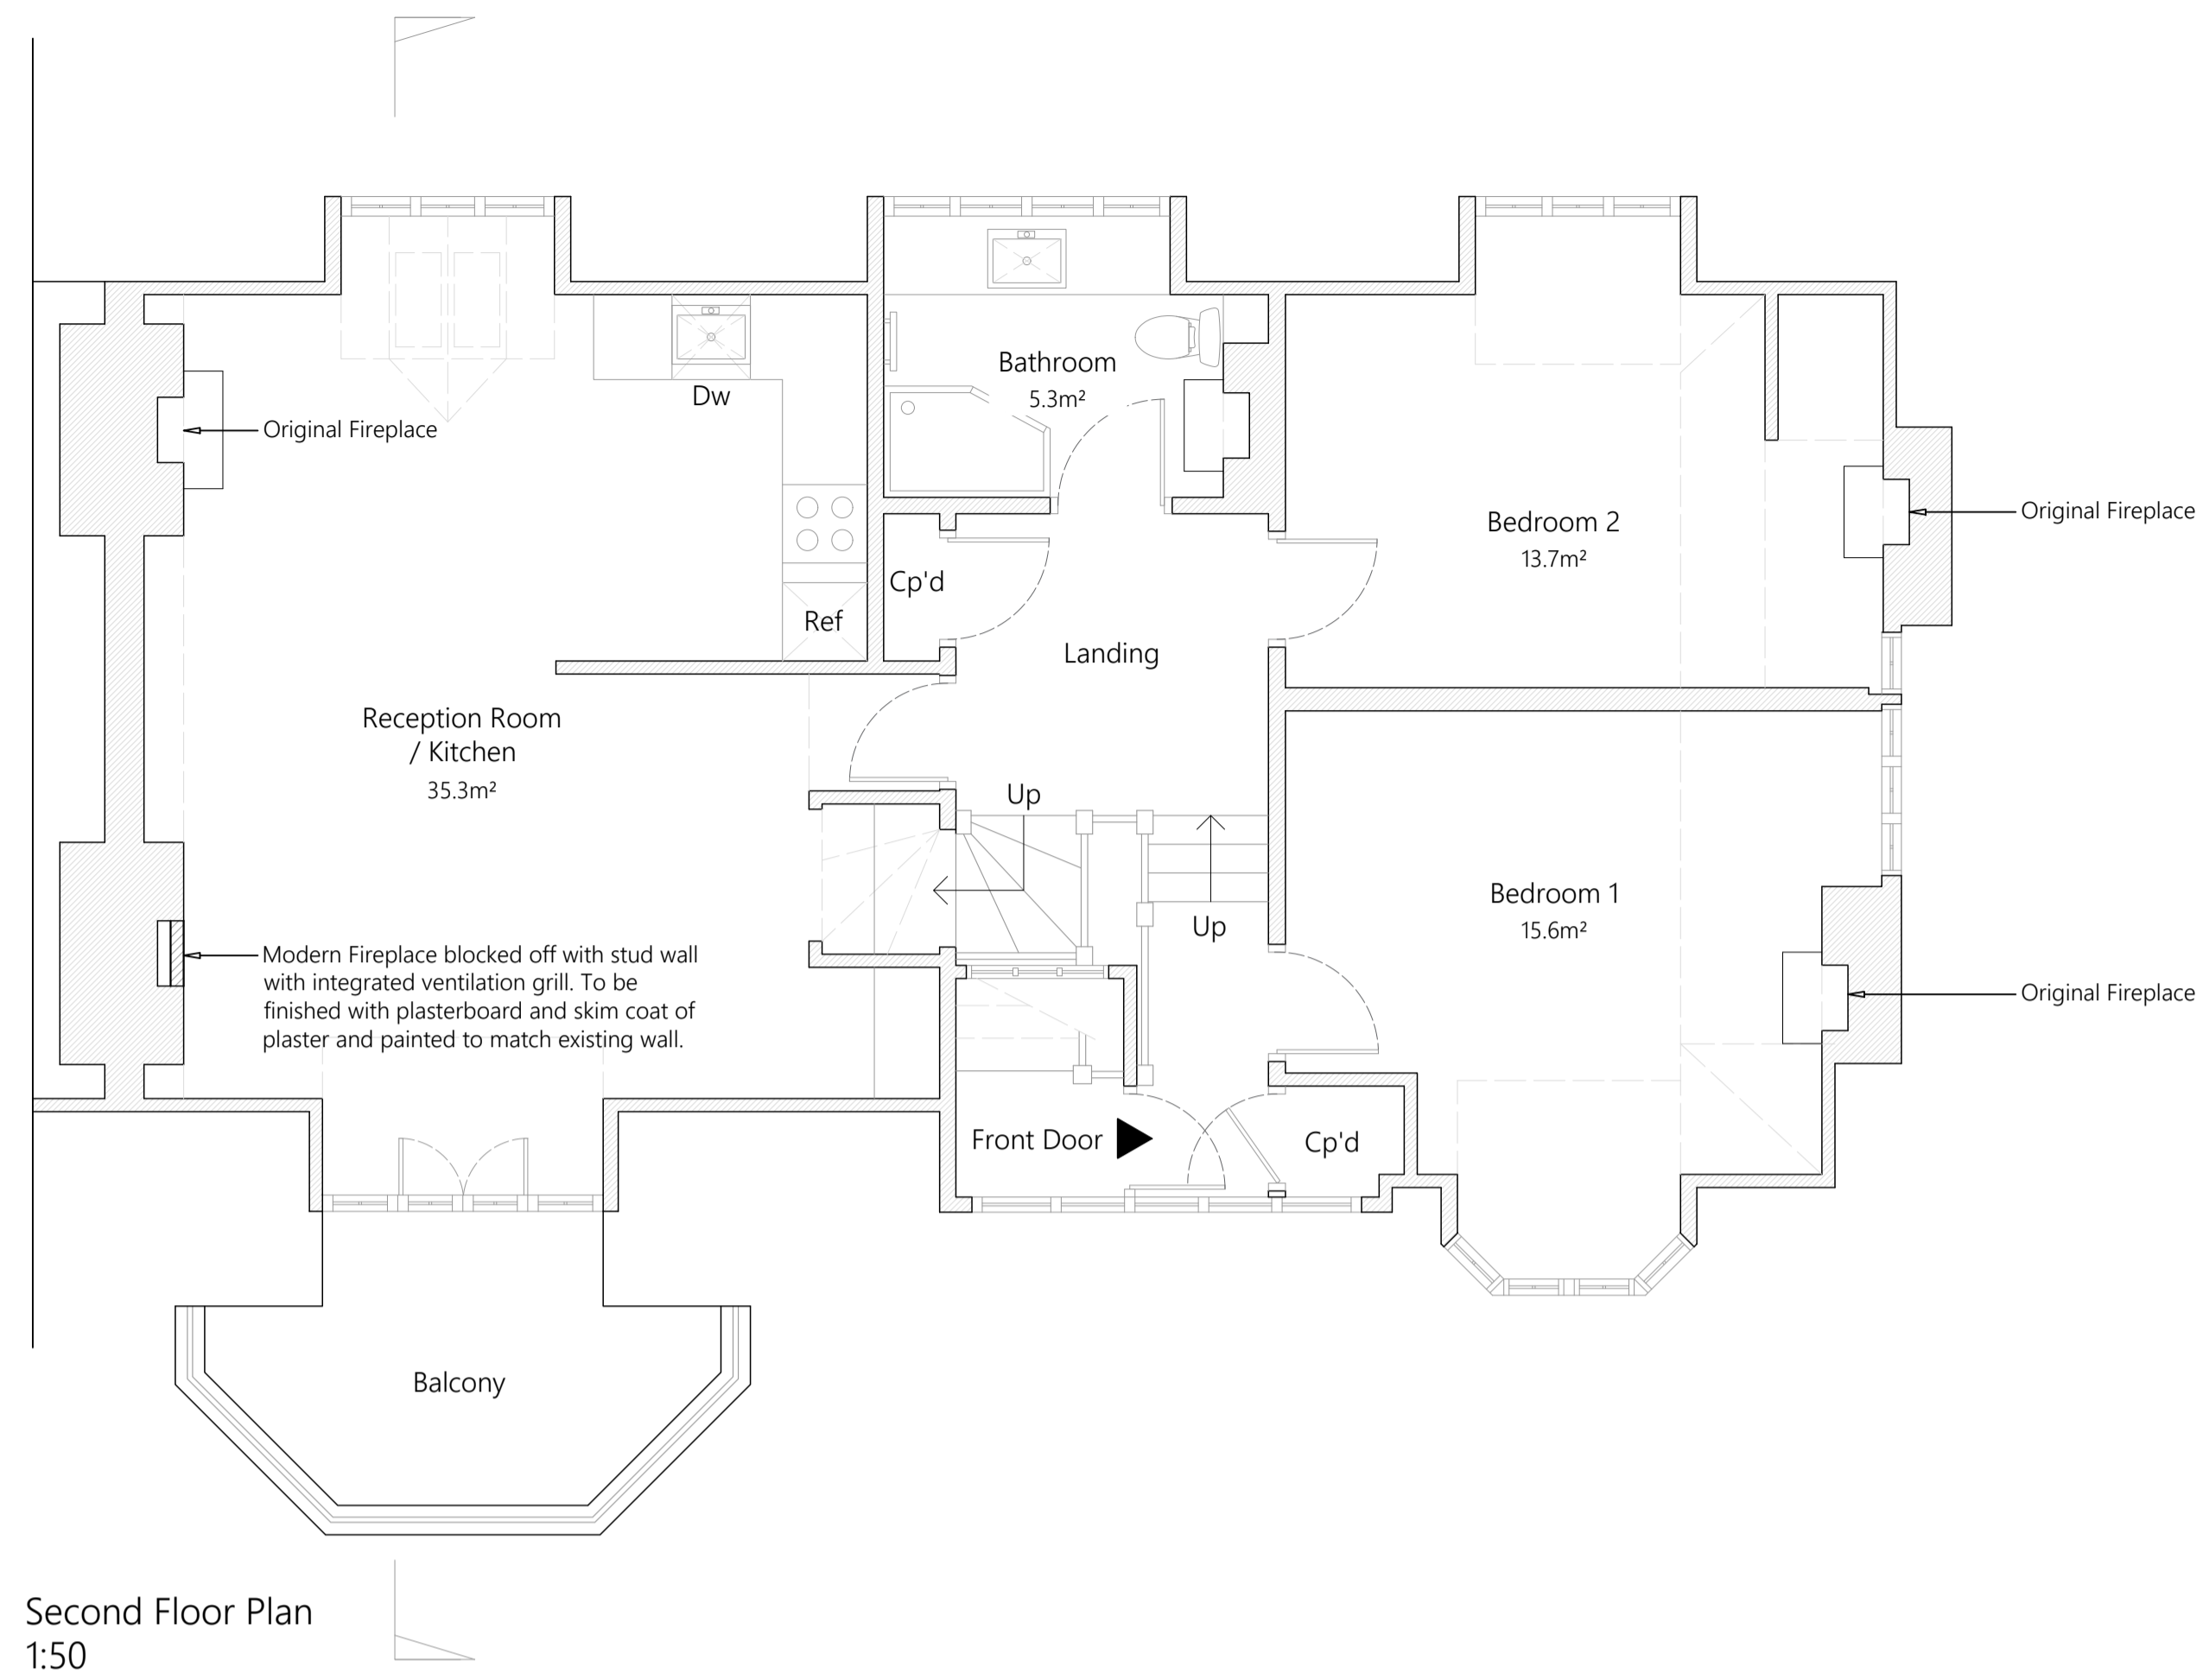 Bathroom
5.3m²
Dw
Original Fireplace
Original Fireplace
Bedroom 2
13.7m²
Cp'd
Ref
Landing
Reception Room
/ Kitchen
35.3m²
Up
Up
Bedroom 1
15.6m²
Modern Fireplace blocked off with stud wall
with integrated ventilation grill. To be
finished with plasterboard and skim coat of
plaster and painted to match existing wall.
Original Fireplace
Front Door
Cp'd
Balcony
Second Floor Plan
1:50